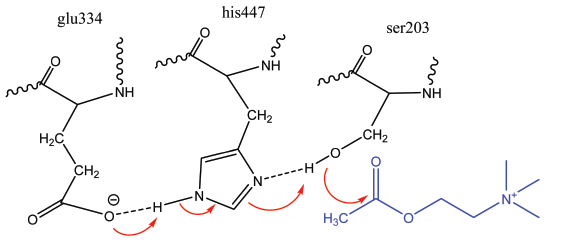 glu334
his447
ser203
O
NH
O
NH
O
NH
H₂C
CH₂
O
O
⊖
H
N
N
CH₂
H
O
CH₂
O
H₃C
O
N⁺